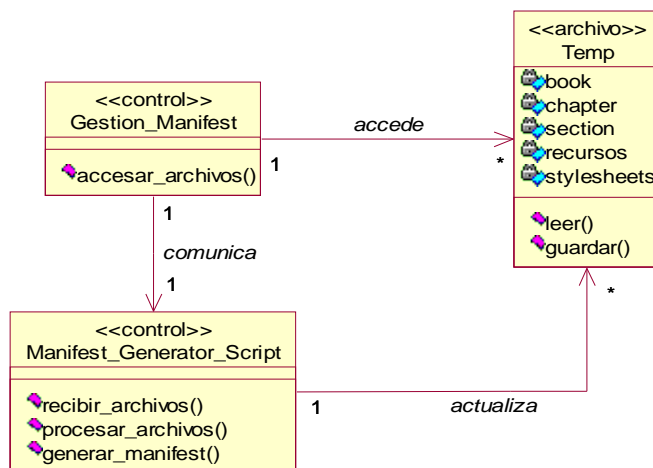 <<archivo>>
Temp
book
chapter
section
recursos
stylesheets
leer()
guardar()
<<control>>
Gestion_Manifest
accesar_archivos()
accede
1
*
1
comunica
1
<<control>>
Manifest_Generator_Script
recibir_archivos()
procesar_archivos()
generar_manifest()
1
actualiza
*